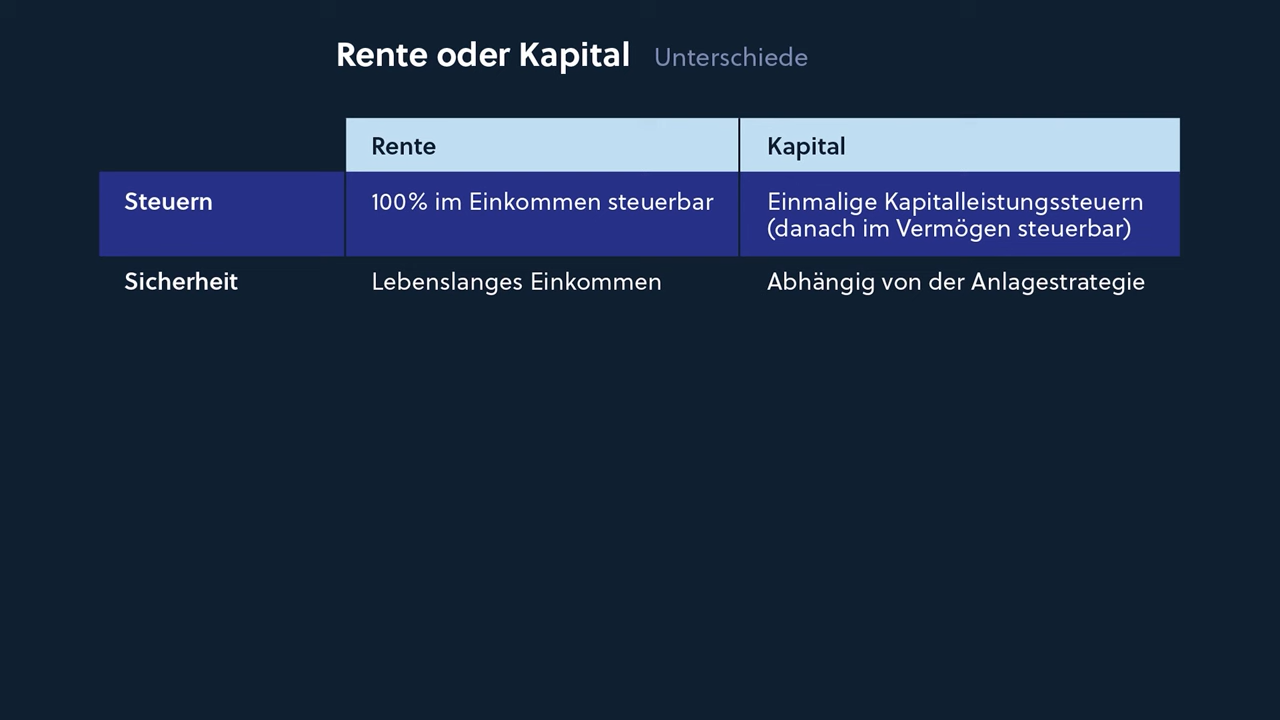 Rente oder Kapital Unterschiede
Rente Kapital
Steuern 100% im Einkommen steuerbar Einmalige Kapitalleistungssteuern
(danach im Vermögen steuerbar)
Sicherheit Lebenslanges Einkommen Abhängig von der Anlagestrategie